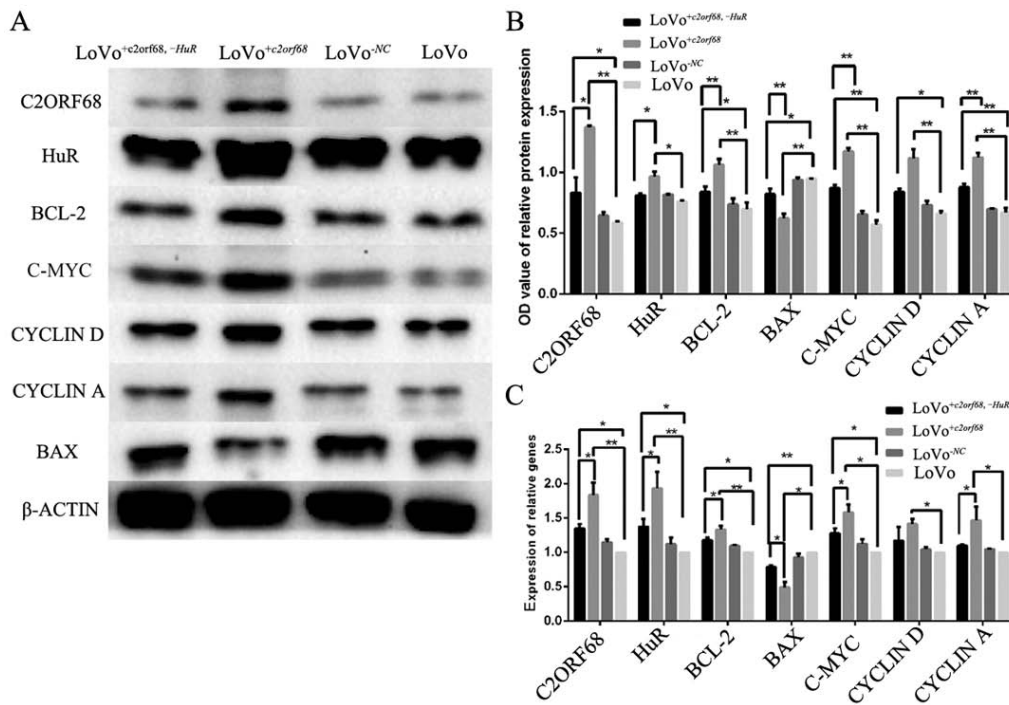 A
LoVo+c2orf68, −HuR LoVo+c2orf68 LoVo-NC LoVo
C2ORF68
HuR
BCL-2
C-MYC
CYCLIN D
CYCLIN A
BAX
β-ACTIN
B
LoVo+c2orf68, −HuR
LoVo+c2orf68
LoVo-NC
LoVo
OD value of relative protein expression
1.5
1.0
0.5
0.0
* ** *
* *
** * **
** * **
** ** **
* **
** ** **
C2ORF68 HuR BCL-2 BAX C-MYC CYCLIN D CYCLIN A
C
LoVo+c2orf68, −HuR
LoVo+c2orf68
LoVo-NC
LoVo
Expression of relative genes
2.5
2.0
1.5
1.0
0.5
0.0
* ** *
* ** *
* ** *
** * *
* * *
*
* *
C2ORF68 HuR BCL-2 BAX C-MYC CYCLIN D CYCLIN A